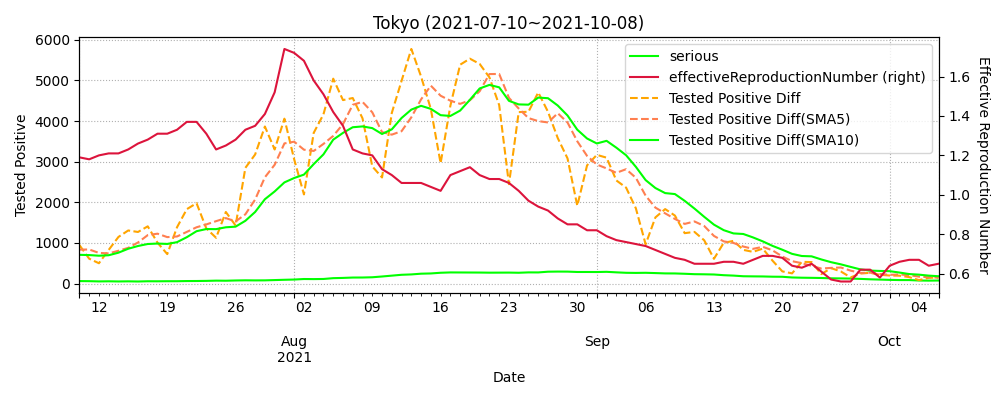 Tokyo (2021-07-10~2021-10-08)
6000
5000
4000
3000
2000
1000
0
Tested Positive
serious
effectiveReproductionNumber (right)
Tested Positive Diff
Tested Positive Diff(SMA5)
Tested Positive Diff(SMA10)
1.6
1.4
1.2
1.0
0.8
0.6
Effective Reproduction Number
12 19 26 02 09 16 23 30 06 13 20 27 04
Aug Sep Oct
2021
Date